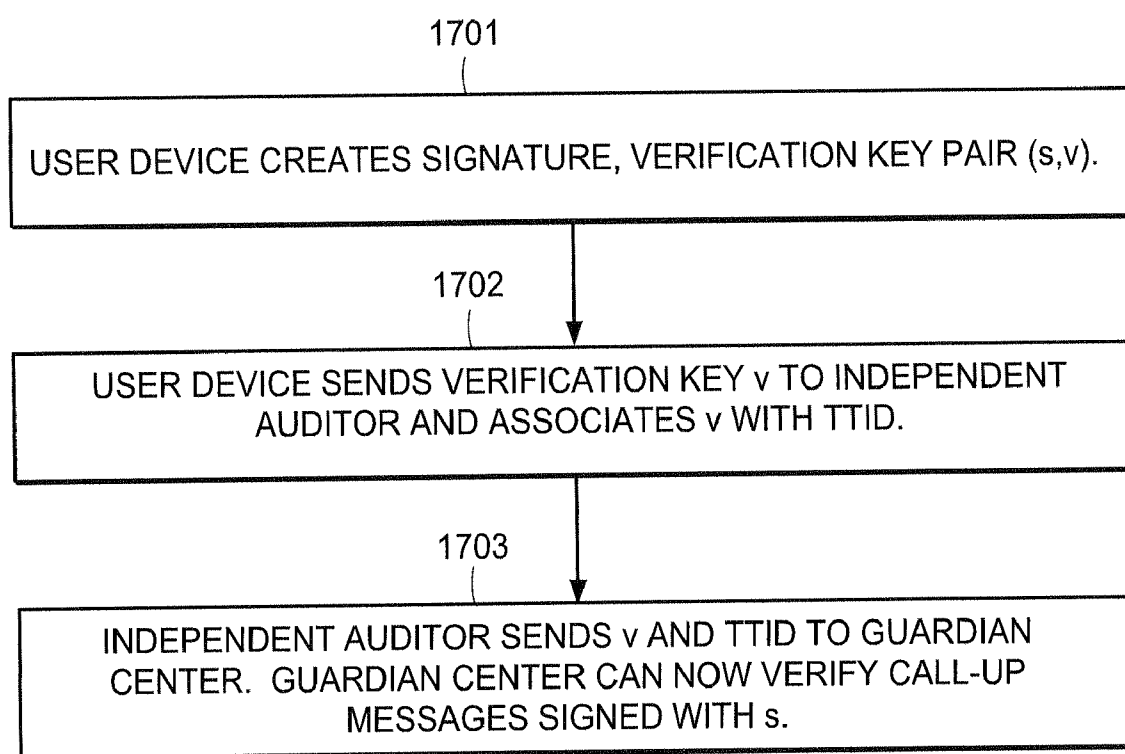 1701
USER DEVICE CREATES SIGNATURE, VERIFICATION KEY PAIR (s,v).
1702
USER DEVICE SENDS VERIFICATION KEY v TO INDEPENDENT
AUDITOR AND ASSOCIATES v WITH TTID.
1703
INDEPENDENT AUDITOR SENDS v AND TTID TO GUARDIAN
CENTER. GUARDIAN CENTER CAN NOW VERIFY CALL-UP
MESSAGES SIGNED WITH s.